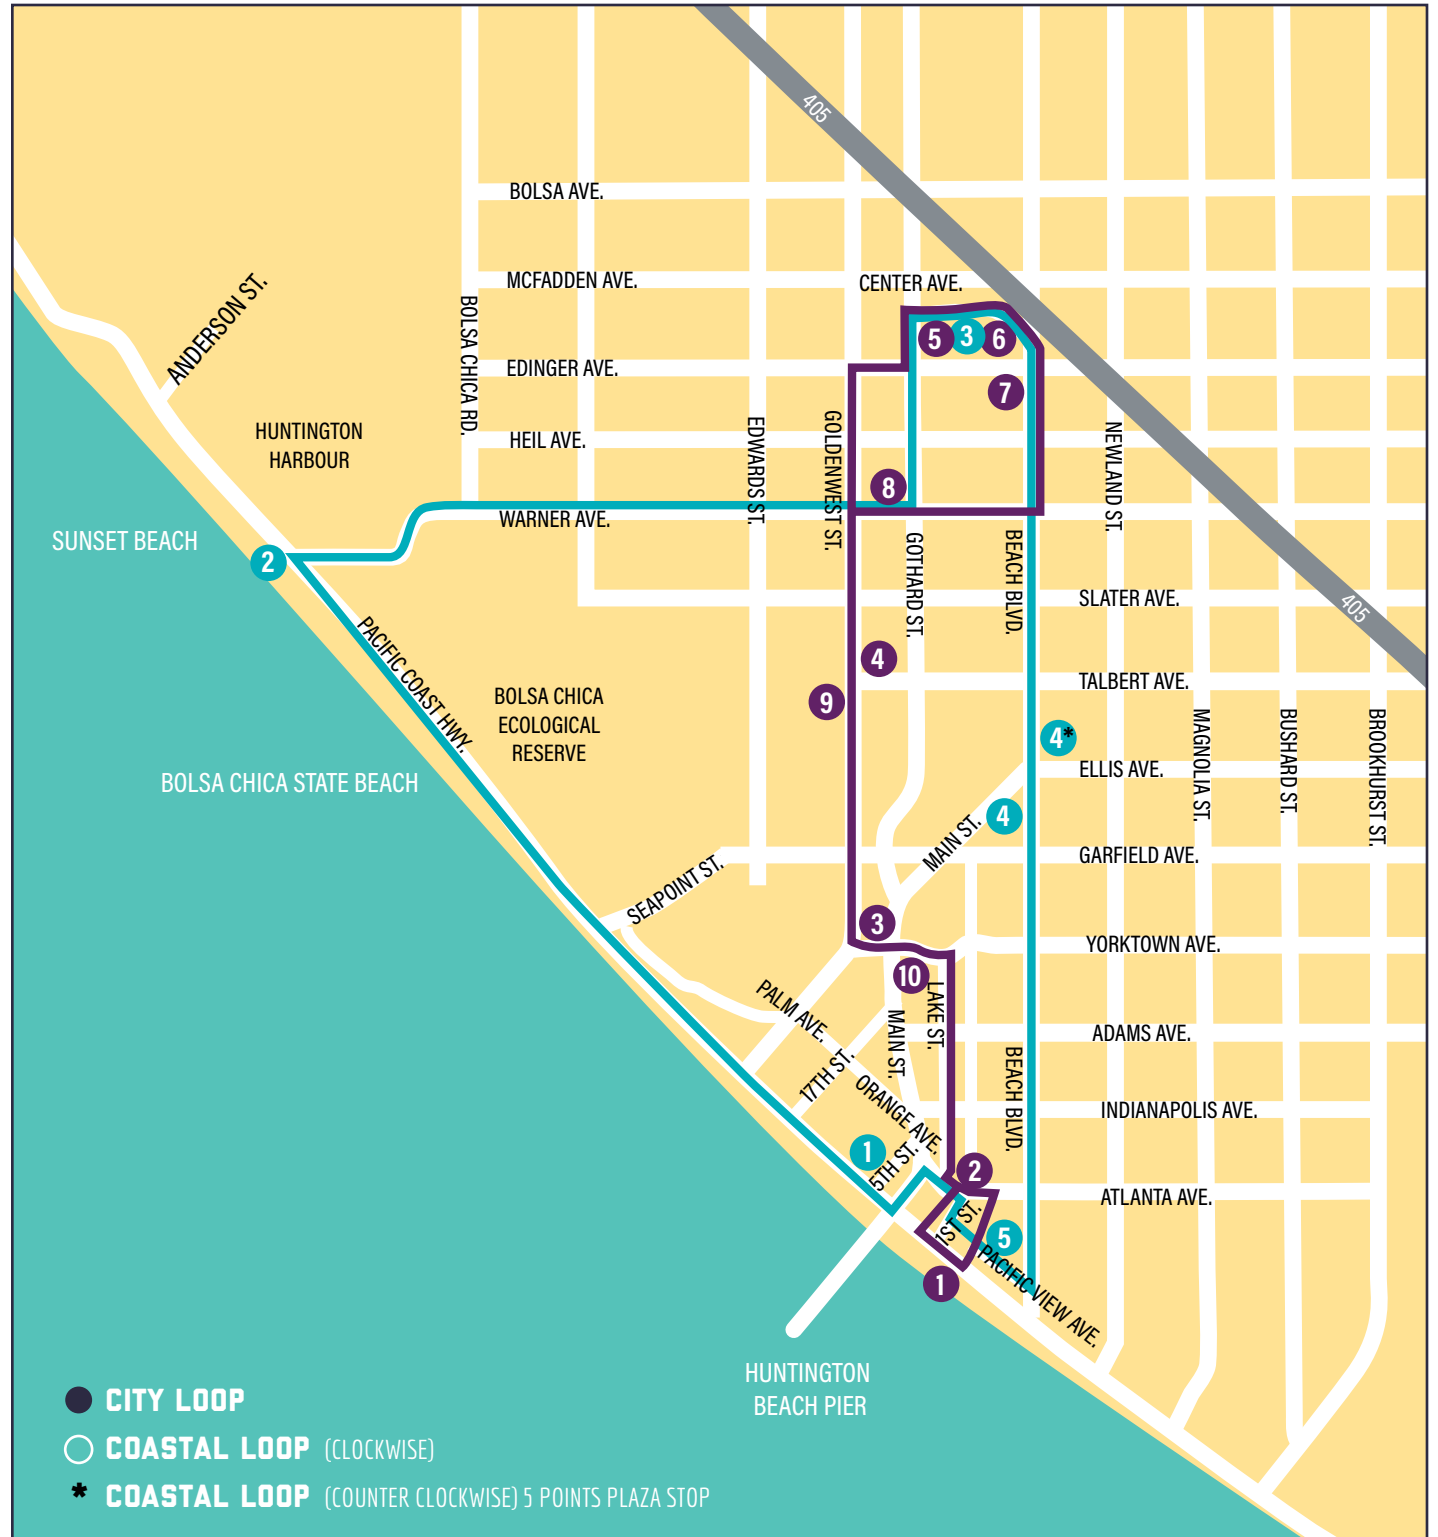 405
BOLSA AVE.
MCFADDEN AVE.
CENTER AVE.
ANDERSON ST.
BOLSA CHICA RD.
5
3
6
EDINGER AVE.
7
HUNTINGTON
HARBOUR
HEIL AVE.
EDWARDS ST.
GOLDENWEST ST.
NEWLAND ST.
8
WARNER AVE.
SUNSET BEACH
2
GOTHARD ST.
BEACH BLVD.
SLATER AVE.
405
PACIFIC COAST HWY.
4
TALBERT AVE.
9
BOLSA CHICA
ECOLOGICAL
RESERVE
4*
MAGNOLIA ST.
BUSHARD ST.
BROOKHURST ST.
BOLSA CHICA STATE BEACH
ELLIS AVE.
4
MAIN ST.
GARFIELD AVE.
SEAPOINT ST.
3
YORKTOWN AVE.
10
PALM AVE.
LAKE ST.
MAIN ST.
ADAMS AVE.
17TH ST.
ORANGE AVE.
BEACH BLVD.
INDIANAPOLIS AVE.
1
5TH ST.
2
ATLANTA AVE.
1ST ST.
5
PACIFIC VIEW AVE.
1
HUNTINGTON
BEACH PIER
CITY LOOP
COASTAL LOOP (CLOCKWISE)
* COASTAL LOOP (COUNTER CLOCKWISE) 5 POINTS PLAZA STOP